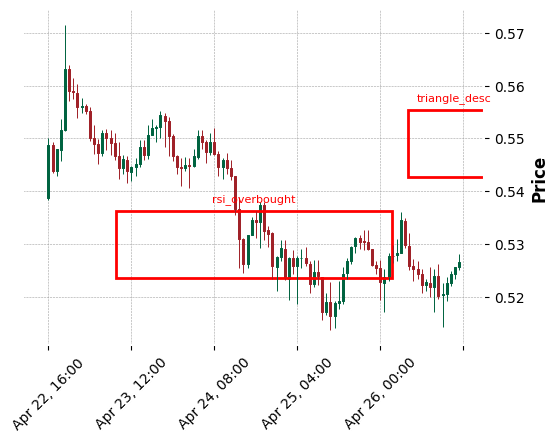 0.57
0.56
triangle_desc
0.55
0.54
rsi_overbought
0.53
0.52
Price
Apr 22, 16:00
Apr 23, 12:00
Apr 24, 08:00
Apr 25, 04:00
Apr 26, 00:00